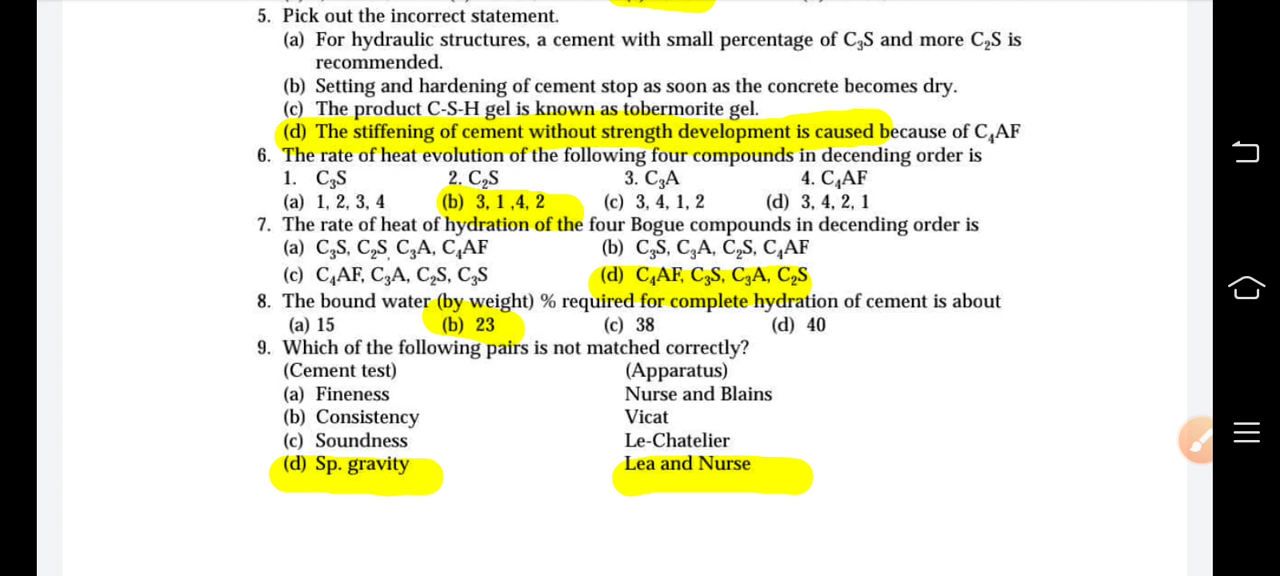 5. Pick out the incorrect statement.
(a) For hydraulic structures, a cement with small percentage of C₃S and more C₂S is
recommended.
(b) Setting and hardening of cement stop as soon as the concrete becomes dry.
(c) The product C-S-H gel is known as tobermorite gel.
(d) The stiffening of cement without strength development is caused because of C₄AF
6. The rate of heat evolution of the following four compounds in decending order is
1. C₃S 2. C₂S 3. C₃A 4. C₄AF
(a) 1, 2, 3, 4 (b) 3, 1 ,4, 2 (c) 3, 4, 1, 2 (d) 3, 4, 2, 1
7. The rate of heat of hydration of the four Bogue compounds in decending order is
(a) C₃S, C₂S, C₃A, C₄AF (b) C₃S, C₃A, C₂S, C₄AF
(c) C₄AF, C₃A, C₂S, C₃S (d) C₄AF, C₃S, C₃A, C₂S
8. The bound water (by weight) % required for complete hydration of cement is about
(a) 15 (b) 23 (c) 38 (d) 40
9. Which of the following pairs is not matched correctly?
(Cement test) (Apparatus)
(a) Fineness Nurse and Blains
(b) Consistency Vicat
(c) Soundness Le-Chatelier
(d) Sp. gravity Lea and Nurse